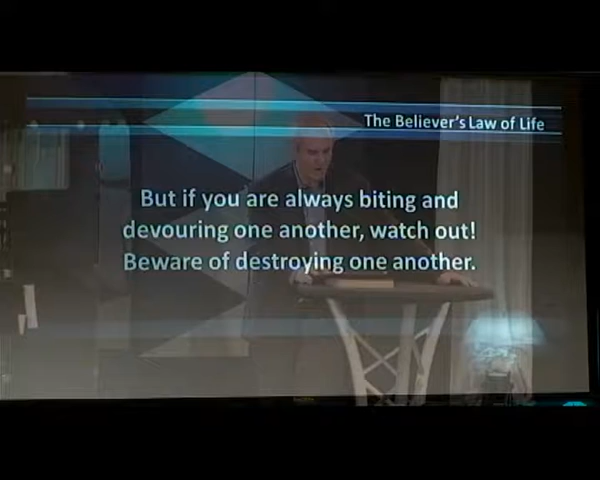 The Believer's Law of Life
But if you are always biting and
devouring one another, watch out!
Beware of destroying one another.